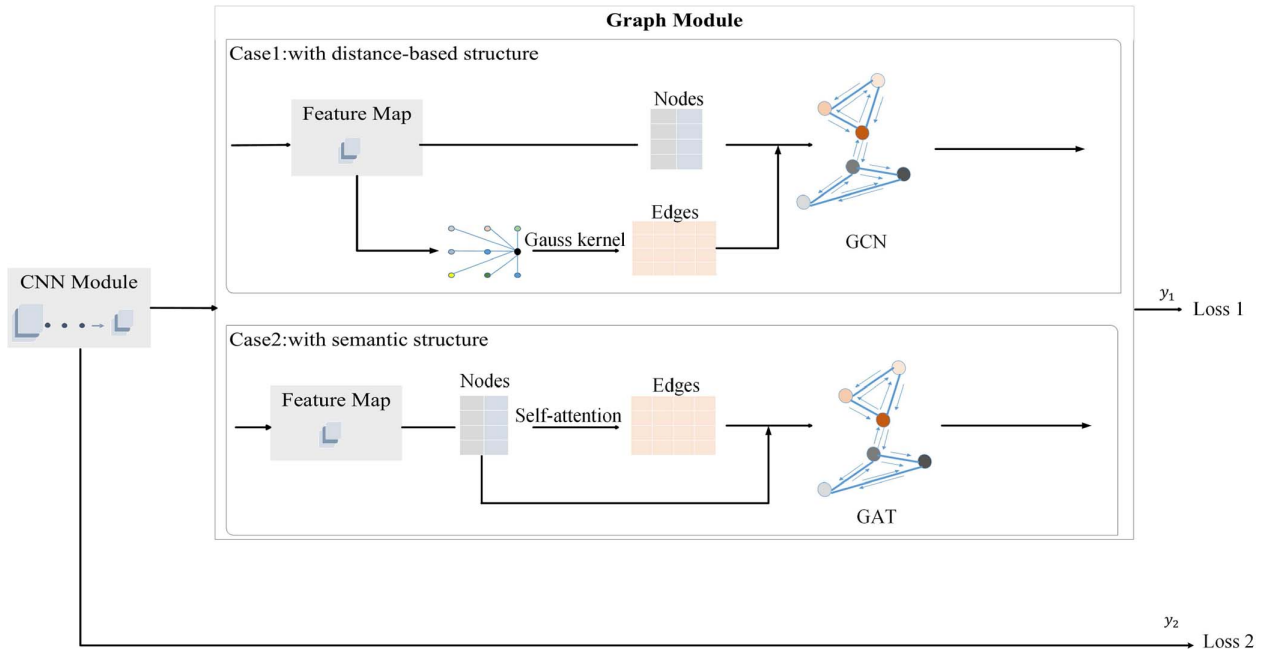 Graph Module
Case1:with distance-based structure
Feature Map
Nodes
Gauss kernel
Edges
GCN
CNN Module
y₁
Loss 1
Case2:with semantic structure
Feature Map
Nodes
Self-attention
Edges
GAT
y₂
Loss 2